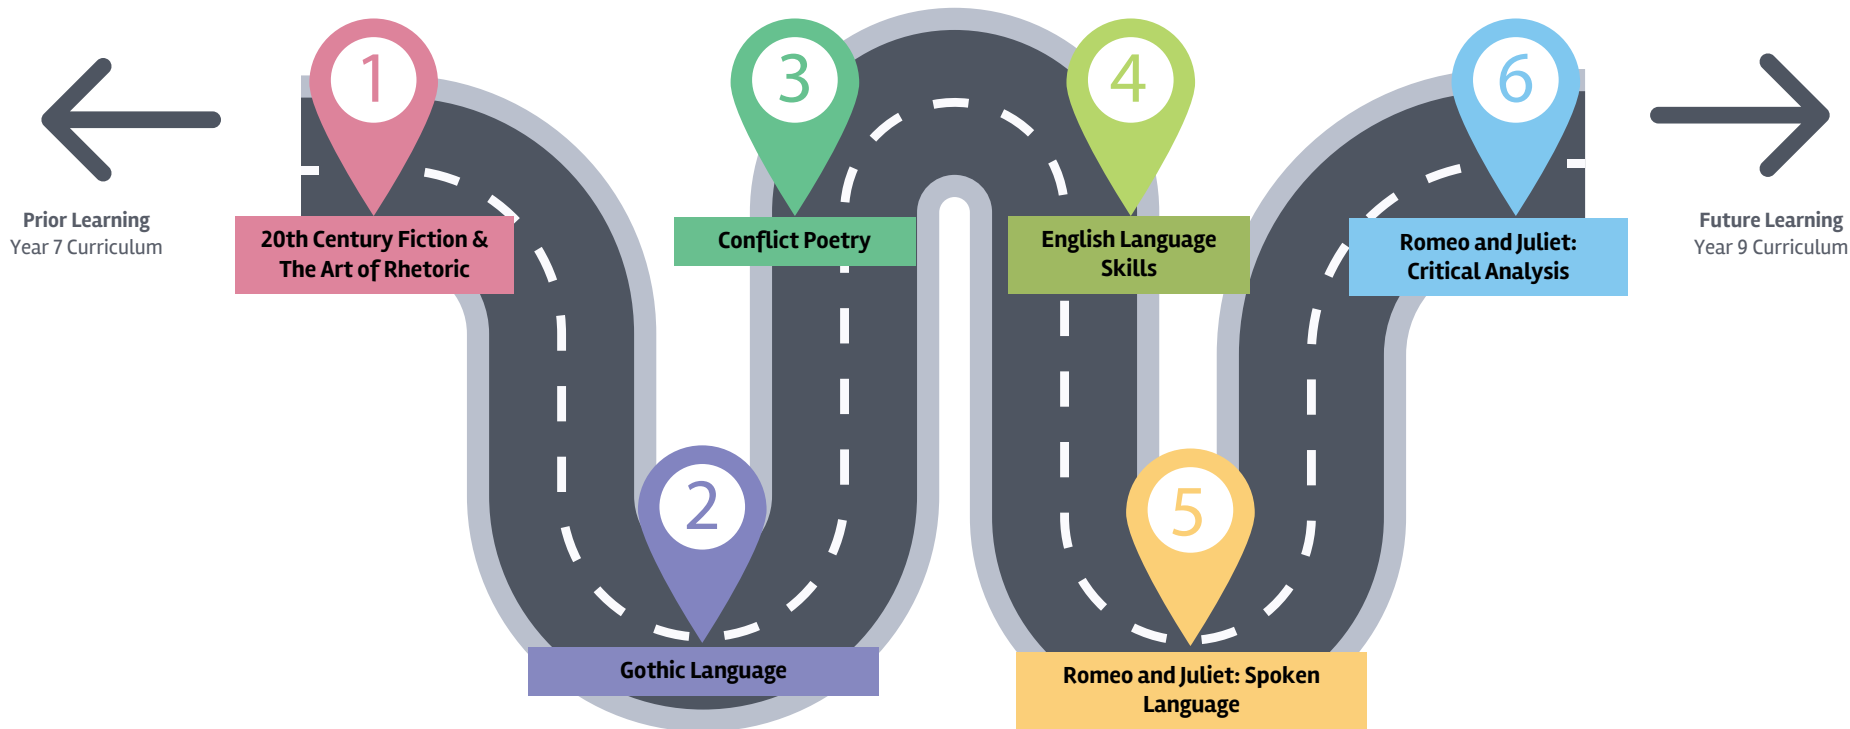 Prior Learning
Year 7 Curriculum
1
20th Century Fiction &
The Art of Rhetoric
2
Gothic Language
3
Conflict Poetry
4
English Language
Skills
5
Romeo and Juliet: Spoken
Language
6
Romeo and Juliet:
Critical Analysis
Future Learning
Year 9 Curriculum